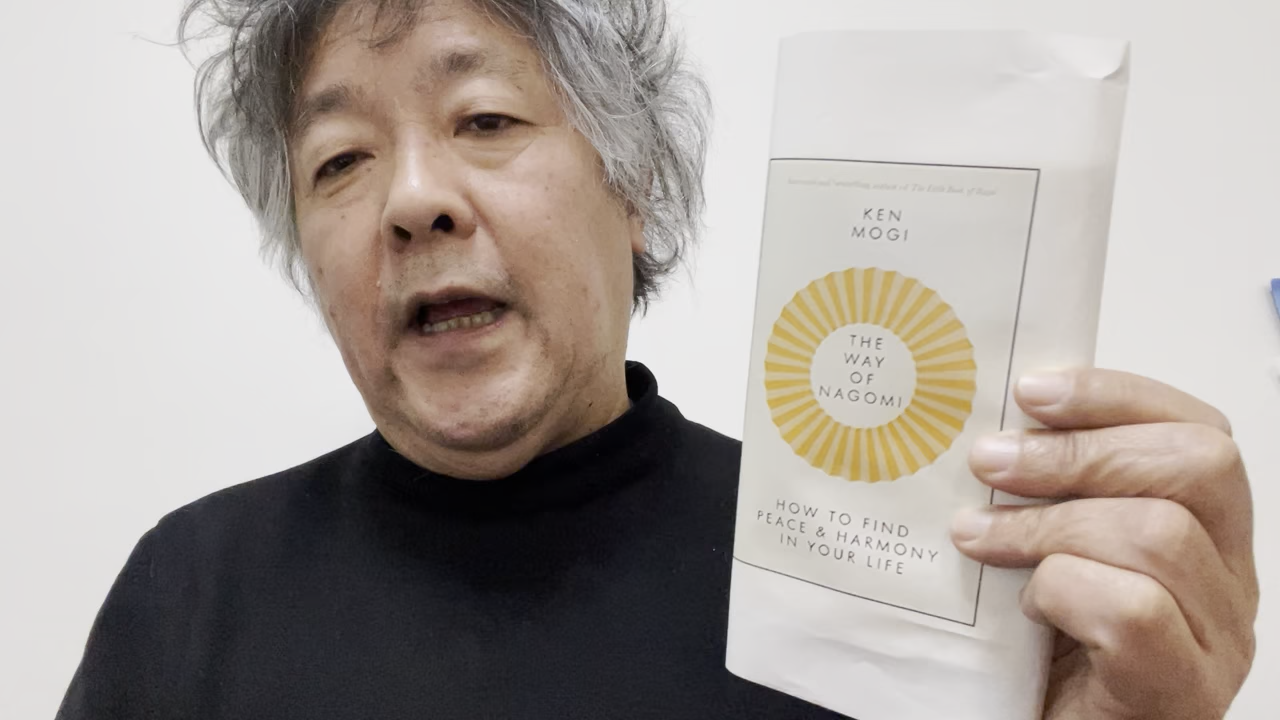 KEN
MOGI
THE
WAY
OF
NAGOMI
HOW TO FIND
PEACE & HARMONY
IN YOUR LIFE